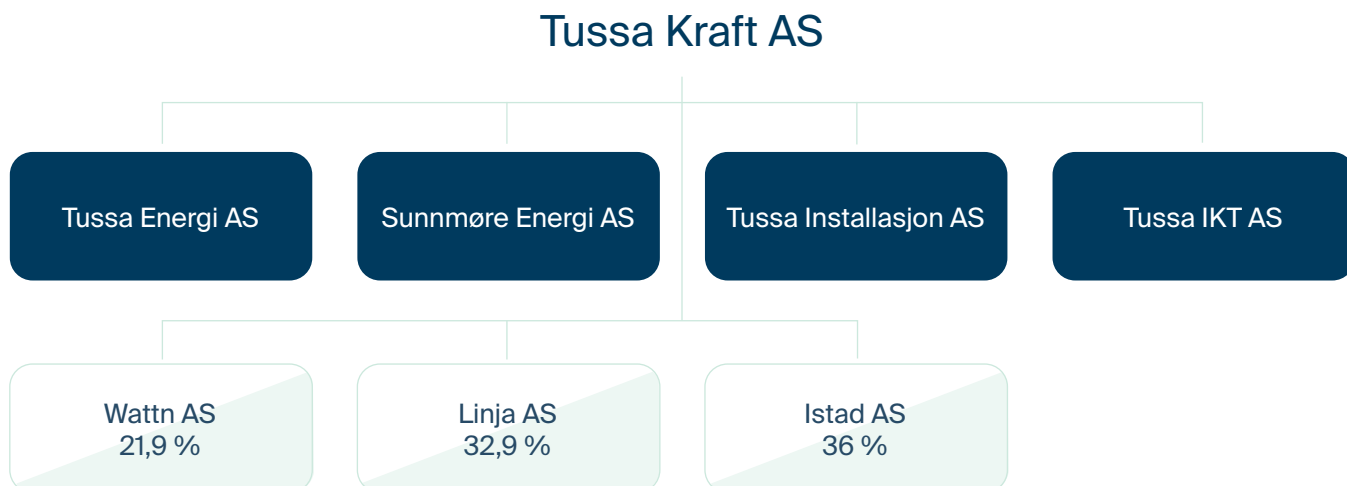 Tussa Kraft AS
Tussa Energi AS
Sunnmøre Energi AS
Tussa Installasjon AS
Tussa IKT AS
Wattn AS
21,9 %
Linja AS
32,9 %
Istad AS
36 %